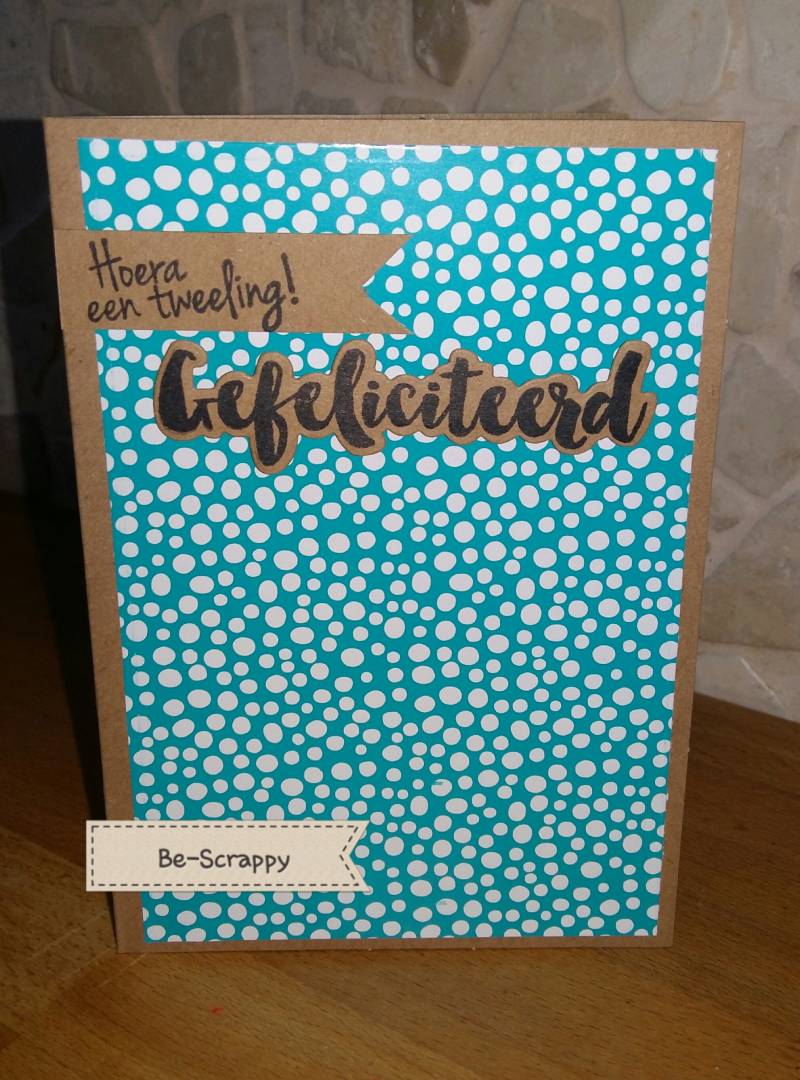 Hoera
een tweeling!
Gefeliciteerd
Be-Scrappy